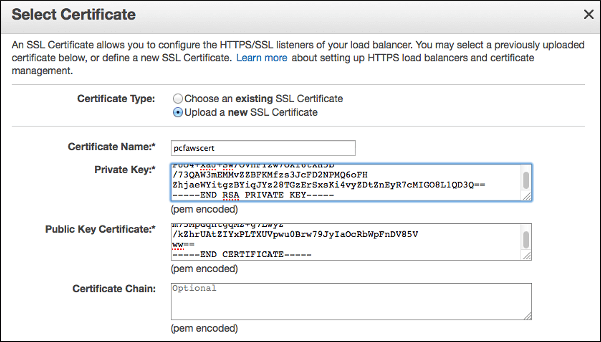 Select Certificate
An SSL Certificate allows you to configure the HTTPS/SSL listeners of your load balancer. You may select a previously uploaded
certificate below, or define a new SSL Certificate. Learn more about setting up HTTPS load balancers and certificate
management.
Certificate Type:
Choose an existing SSL Certificate
Upload a new SSL Certificate
Certificate Name:* pcfawscert
Private Key:*
/73QAW3mEMMvZZBFKMfzs3JcFD2NPMQ6oFH
ZhjaeWYitgzBYiqJYz28TGzErSxsKi4vyZDtZnEyR7cMIGO8L1QD3Q==
-----END RSA PRIVATE KEY-----
(pem encoded)
Public Key Certificate:*
/kZhrUAtZIYxPLTXUVpwu0Brw79JyIaOcRbWpFnDV85V
ww==
-----END CERTIFICATE-----
(pem encoded)
Certificate Chain: Optional
(pem encoded)